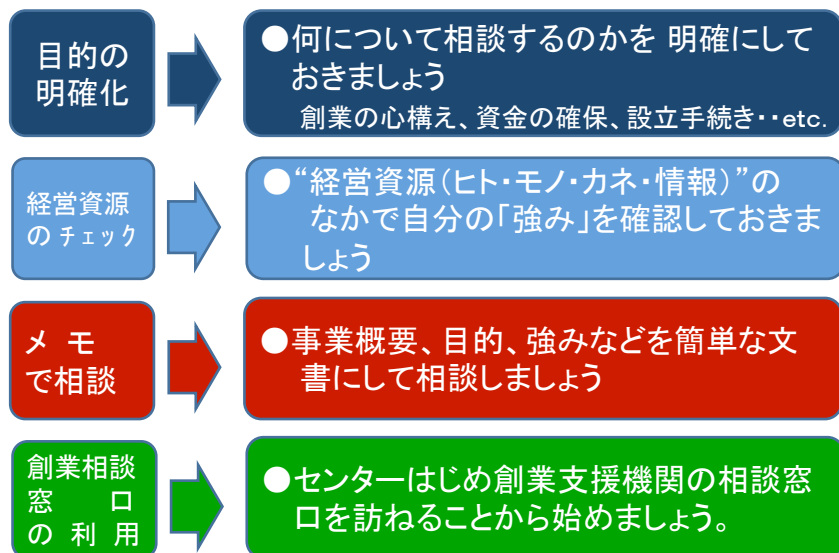 目的の
明確化
●何について相談するのかを 明確にして
おきましょう
創業の心構え、資金の確保、設立手続き・・etc.
経営資源
のチェック
●“経営資源（ヒト・モノ・カネ・情報）”の
なかで自分の「強み」を確認しておきま
しょう
メ モ
で相談
●事業概要、目的、強みなどを簡単な文
書にして相談しましょう
創業相談
窓 口
の 利 用
●センターはじめ創業支援機関の相談窓
口を訪ねることから始めましょう。